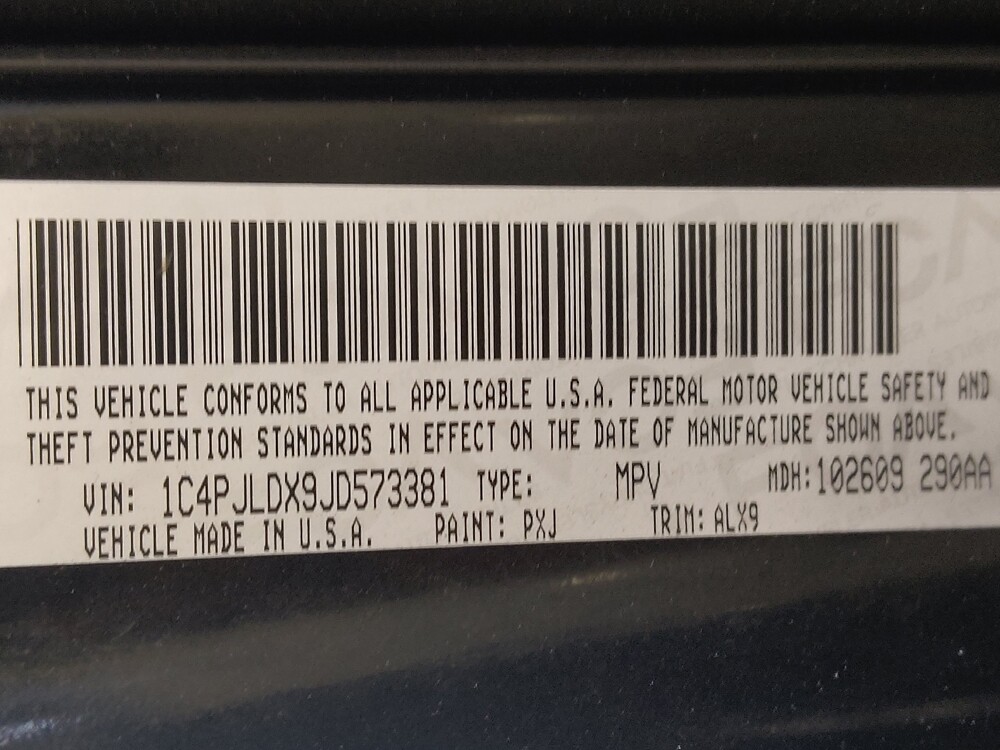 THIS VEHICLE CONFORMS TO ALL APPLICABLE U.S.A. FEDERAL MOTOR VEHICLE SAFETY AND
THEFT PREVENTION STANDARDS IN EFFECT ON THE DATE OF MANUFACTURE SHOWN ABOVE.
VIN: 1C4PJLDX9JD573381 TYPE: MPV MDH:102609 290AA
VEHICLE MADE IN U.S.A. PAINT: PXJ TRIM: ALX9